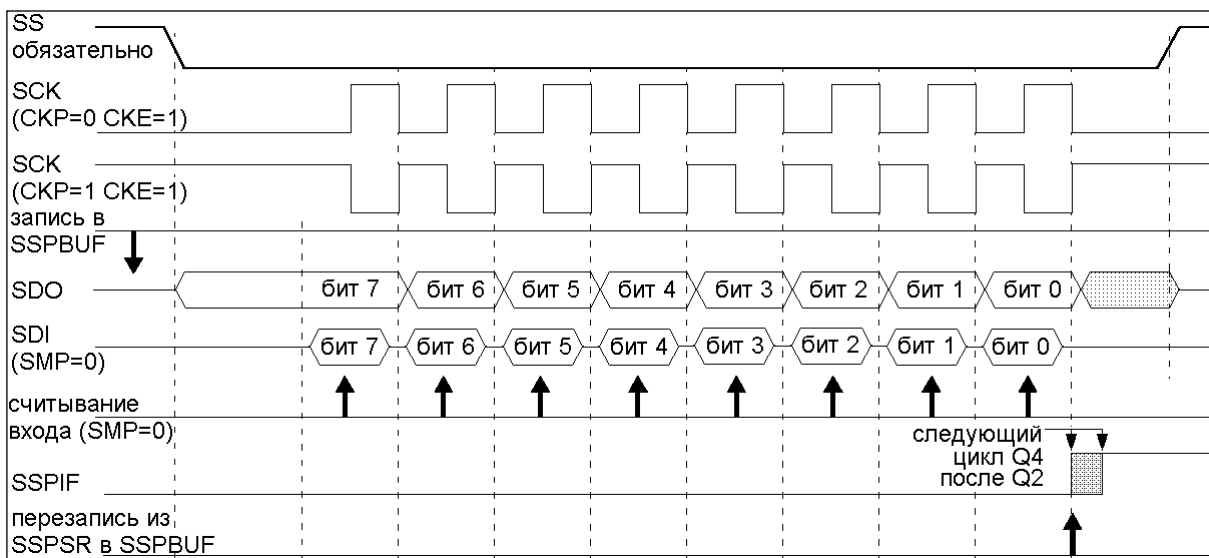 SS
обязательно
SCK
(CKP=0 CKE=1)
SCK
(CKP=1 CKE=1)
запись в
SSPBUF
SDO
бит 7 бит 6 бит 5 бит 4 бит 3 бит 2 бит 1 бит 0
SDI
(SMP=0)
бит 7 бит 6 бит 5 бит 4 бит 3 бит 2 бит 1 бит 0
считывание
входа (SMP=0)
следующий
цикл Q4
после Q2
SSPIF
перезапись из
SSPSR в SSPBUF